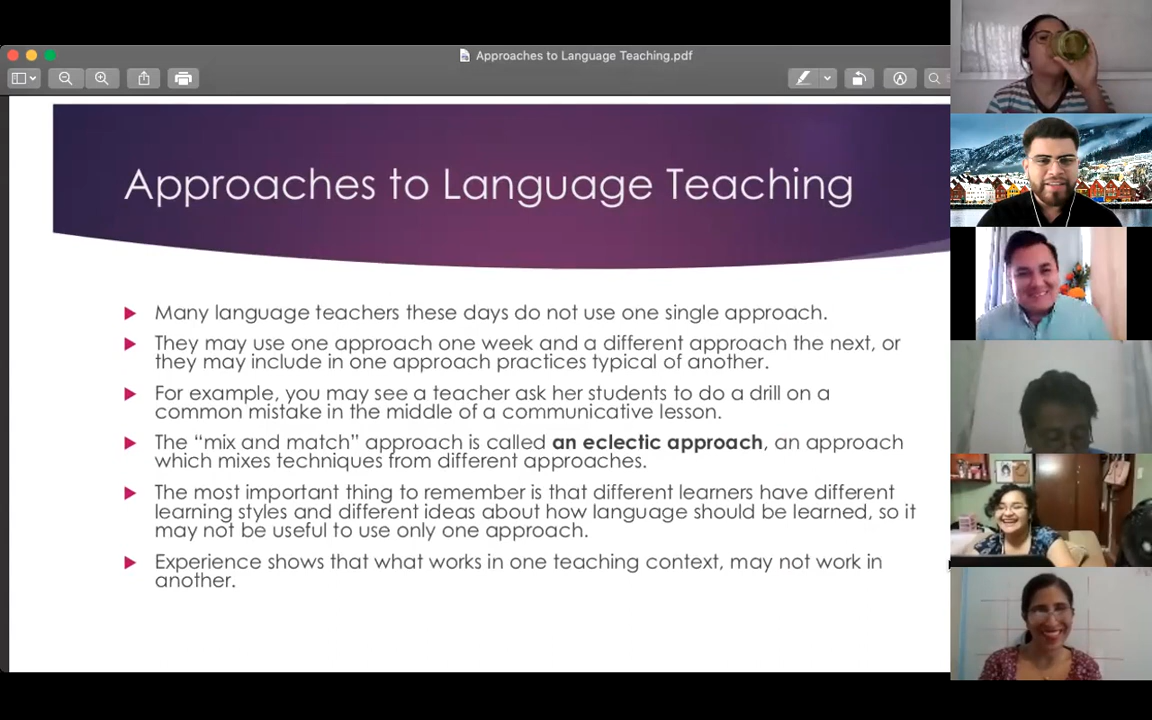 Approaches to Language Teaching.pdf
Approaches to Language Teaching
Many language teachers these days do not use one single approach.
They may use one approach one week and a different approach the next, or
they may include in one approach practices typical of another.
For example, you may see a teacher ask her students to do a drill on a
common mistake in the middle of a communicative lesson.
The “mix and match” approach is called an eclectic approach, an approach
which mixes techniques from different approaches.
The most important thing to remember is that different learners have different
learning styles and different ideas about how language should be learned, so it
may not be useful to use only one approach.
Experience shows that what works in one teaching context, may not work in
another.